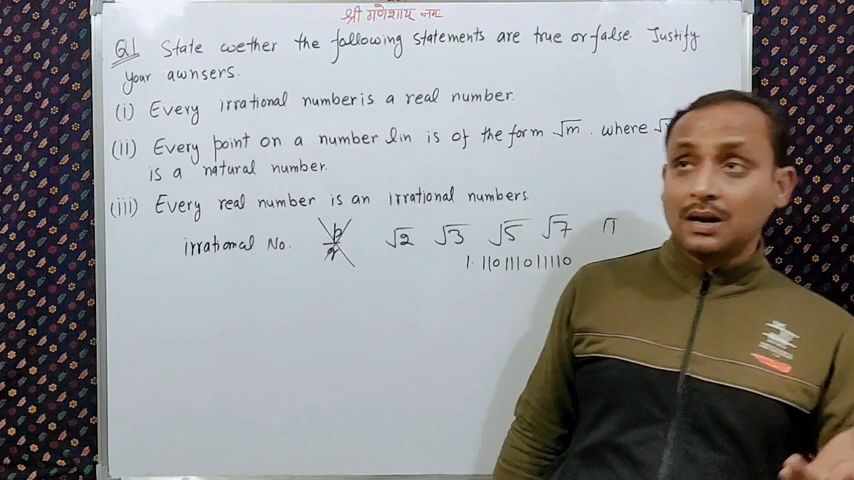 श्री गणेशाय नमः
Q1 State wether the following statements are true or false. Justify
your awnsers.
(i) Every irrational number is a real number.
(ii) Every point on a number lin is of the form √m. where √
is a natural number.
(iii) Every real number is an irrational numbers.
irrational No. p/q √2 √3 √5 √7 π
1.11011101111110